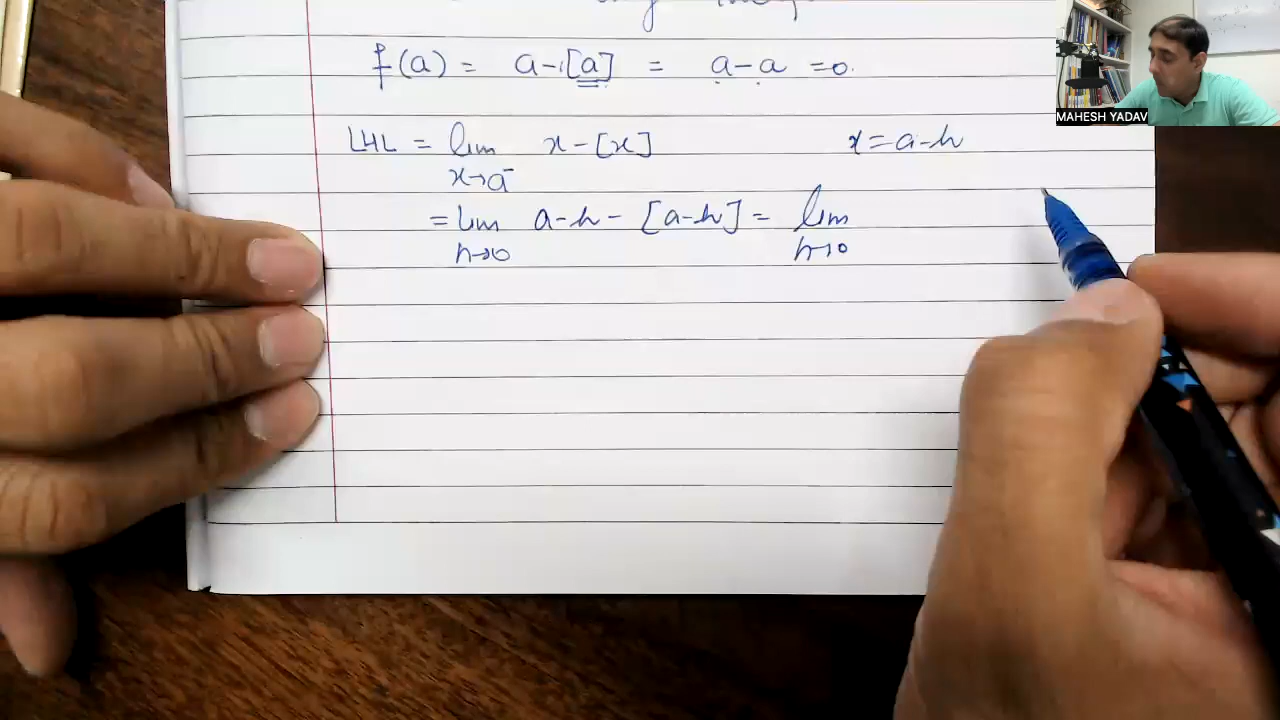 f(a) = a-[a] = a-a =0.
MAHESH YADAV
LHL = lim x-[x] x=a-h
x→a⁻
= lim a-h-[a-h] = lim
h→0 h→0